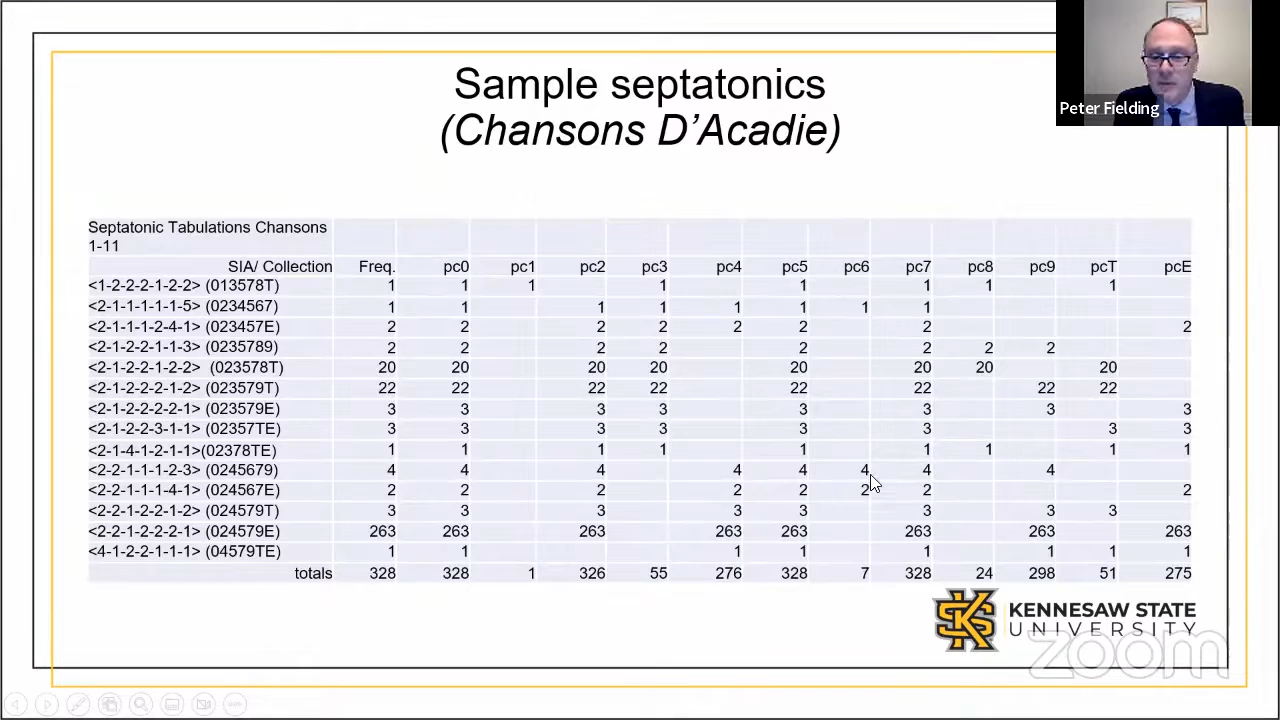 Peter Fielding
Sample septatonics
(Chansons D'Acadie)
Septatonic Tabulations Chansons
1-11
SIA/ Collection Freq. pc0 pc1 pc2 pc3 pc4 pc5 pc6 pc7 pc8 pc9 pcT pcE
<1-2-2-2-1-2-2> (013578T) 1 1 1 1 1 1 1 1
<2-1-1-1-1-1-5> (0234567) 1 1 1 1 1 1 1 1
<2-1-1-1-2-4-1> (023457E) 2 2 2 2 2 2 2 2
<2-1-2-2-1-1-3> (0235789) 2 2 2 2 2 2 2 2
<2-1-2-2-1-2-2> (023578T) 20 20 20 20 20 20 20 20
<2-1-2-2-2-1-2> (023579T) 22 22 22 22 22 22 22 22
<2-1-2-2-2-2-1> (023579E) 3 3 3 3 3 3 3 3
<2-1-2-2-3-1-1> (02357TE) 3 3 3 3 3 3 3 3
<2-1-4-1-2-1-1>(02378TE) 1 1 1 1 1 1 1 1 1
<2-2-1-1-1-2-3> (0245679) 4 4 4 4 4 4 4 4
<2-2-1-1-1-4-1> (024567E) 2 2 2 2 2 2 2 2
<2-2-1-2-2-1-2> (024579T) 3 3 3 3 3 3 3 3
<2-2-1-2-2-2-1> (024579E) 263 263 263 263 263 263 263 263
<4-1-2-2-1-1-1> (04579TE) 1 1 1 1 1 1 1 1
totals 328 328 1 326 55 276 328 7 328 24 298 51 275
KS
KENNESAW STATE
UNIVERSITY
zoom